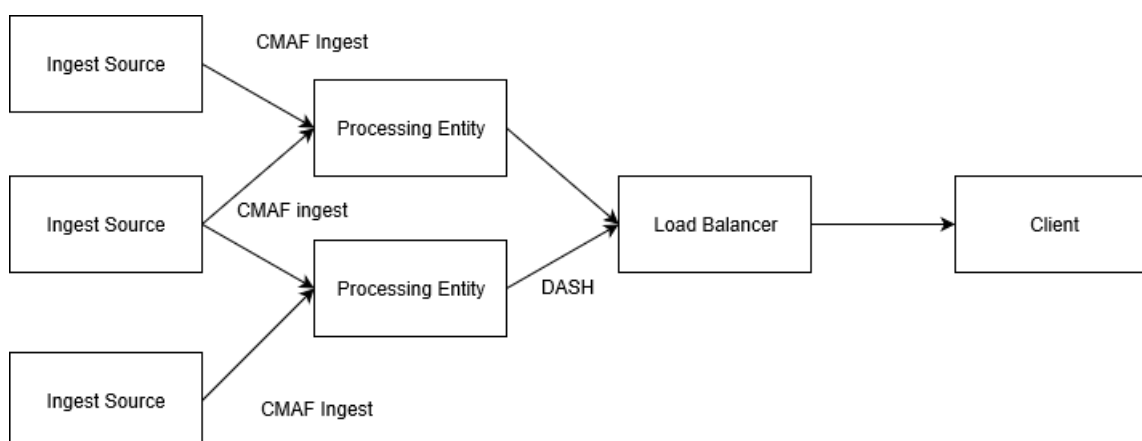 CMAF Ingest
Ingest Source
Processing Entity
Ingest Source
CMAF ingest
Load Balancer
Client
Processing Entity
DASH
Ingest Source
CMAF Ingest